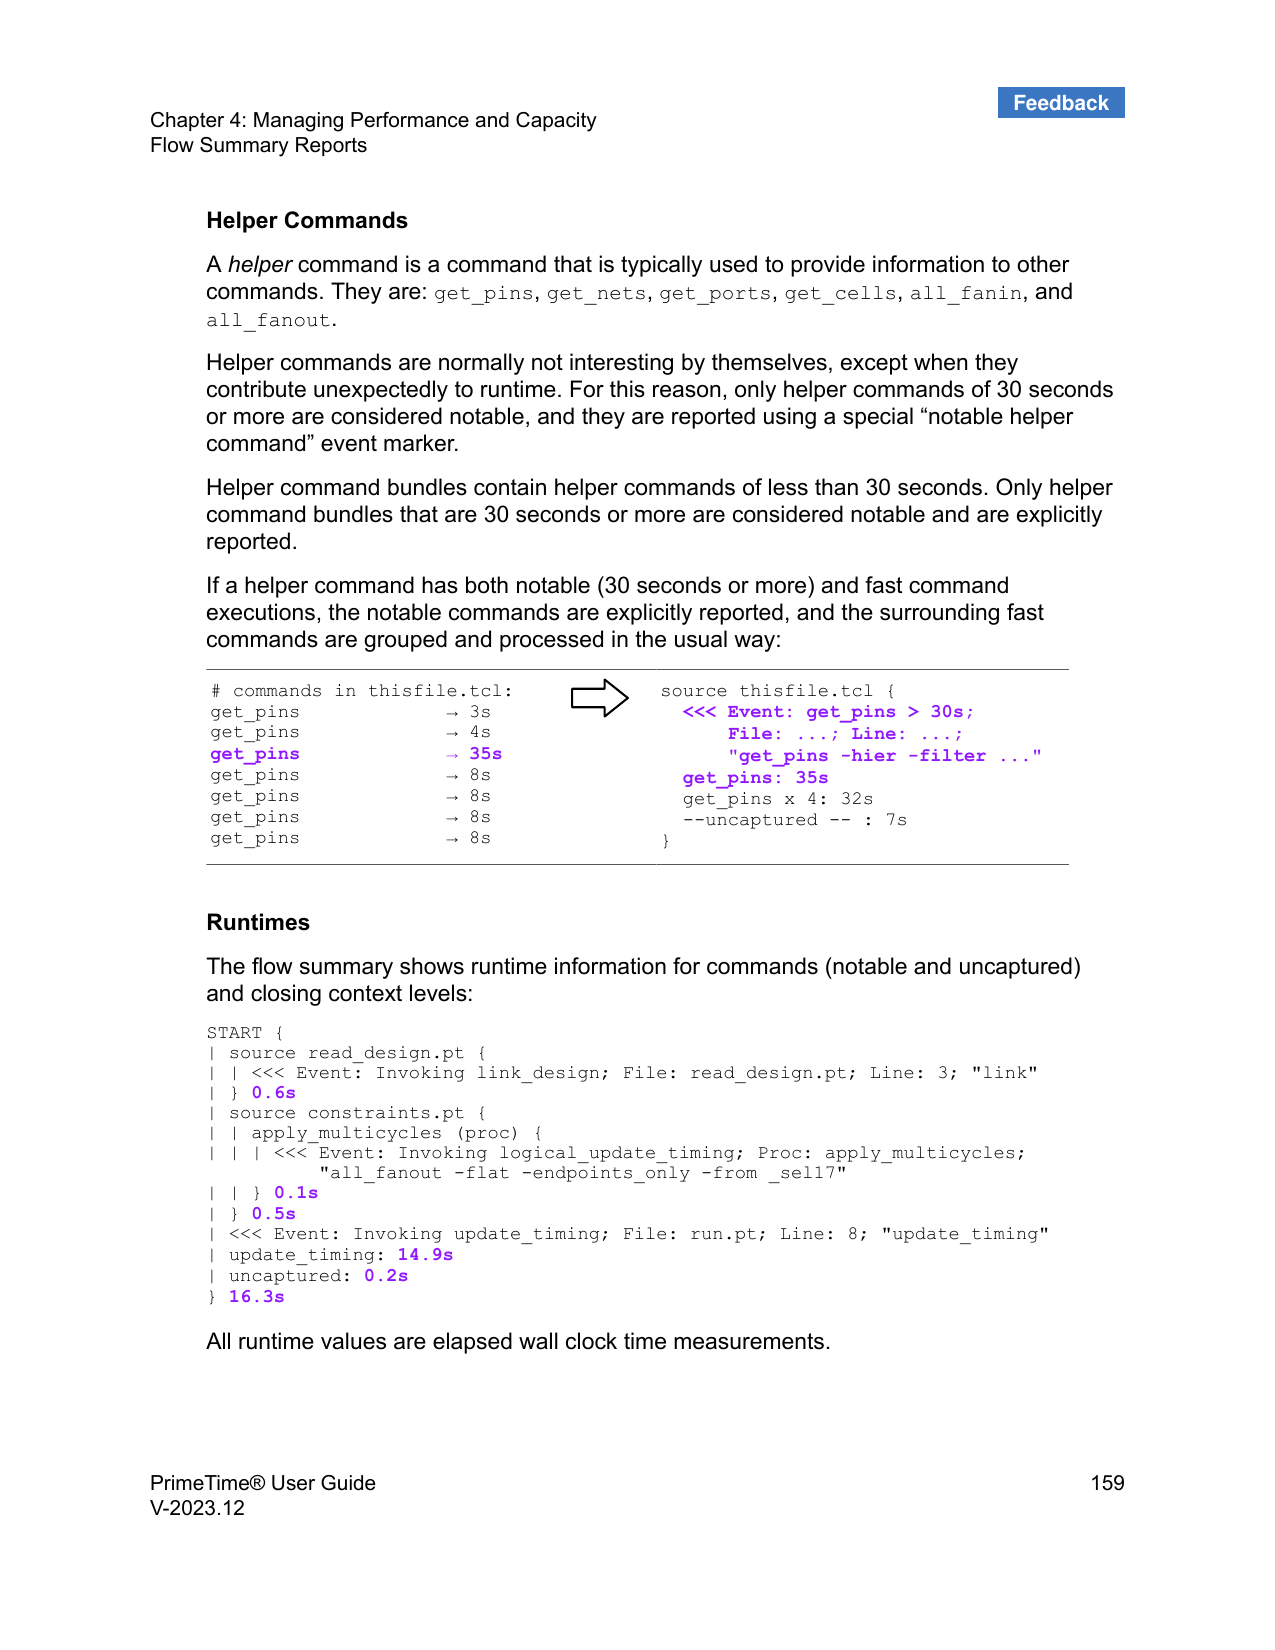 Feedback
Chapter 4: Managing Performance and Capacity
Flow Summary Reports
Helper Commands
A helper command is a command that is typically used to provide information to other
commands. They are: get_pins, get_nets, get_ports, get_cells, all_fanin, and
all_fanout.
Helper commands are normally not interesting by themselves, except when they
contribute unexpectedly to runtime. For this reason, only helper commands of 30 seconds
or more are considered notable, and they are reported using a special “notable helper
command” event marker.
Helper command bundles contain helper commands of less than 30 seconds. Only helper
command bundles that are 30 seconds or more are considered notable and are explicitly
reported.
If a helper command has both notable (30 seconds or more) and fast command
executions, the notable commands are explicitly reported, and the surrounding fast
commands are grouped and processed in the usual way:
# commands in thisfile.tcl:
get_pins → 3s
get_pins → 4s
get_pins → 35s
get_pins → 8s
get_pins → 8s
get_pins → 8s
get_pins → 8s
source thisfile.tcl {
<<< Event: get_pins > 30s;
File: ...; Line: ...;
"get_pins -hier -filter ..."
get_pins: 35s
get_pins x 4: 32s
--uncaptured -- : 7s
}
Runtimes
The flow summary shows runtime information for commands (notable and uncaptured)
and closing context levels:
START {
| source read_design.pt {
| | <<< Event: Invoking link_design; File: read_design.pt; Line: 3; "link"
| } 0.6s
| source constraints.pt {
| | apply_multicycles (proc) {
| | | <<< Event: Invoking logical_update_timing; Proc: apply_multicycles;
"all_fanout -flat -endpoints_only -from _sel17"
| | } 0.1s
| } 0.5s
| <<< Event: Invoking update_timing; File: run.pt; Line: 8; "update_timing"
| update_timing: 14.9s
| uncaptured: 0.2s
} 16.3s
All runtime values are elapsed wall clock time measurements.
PrimeTime® User Guide 159
V-2023.12